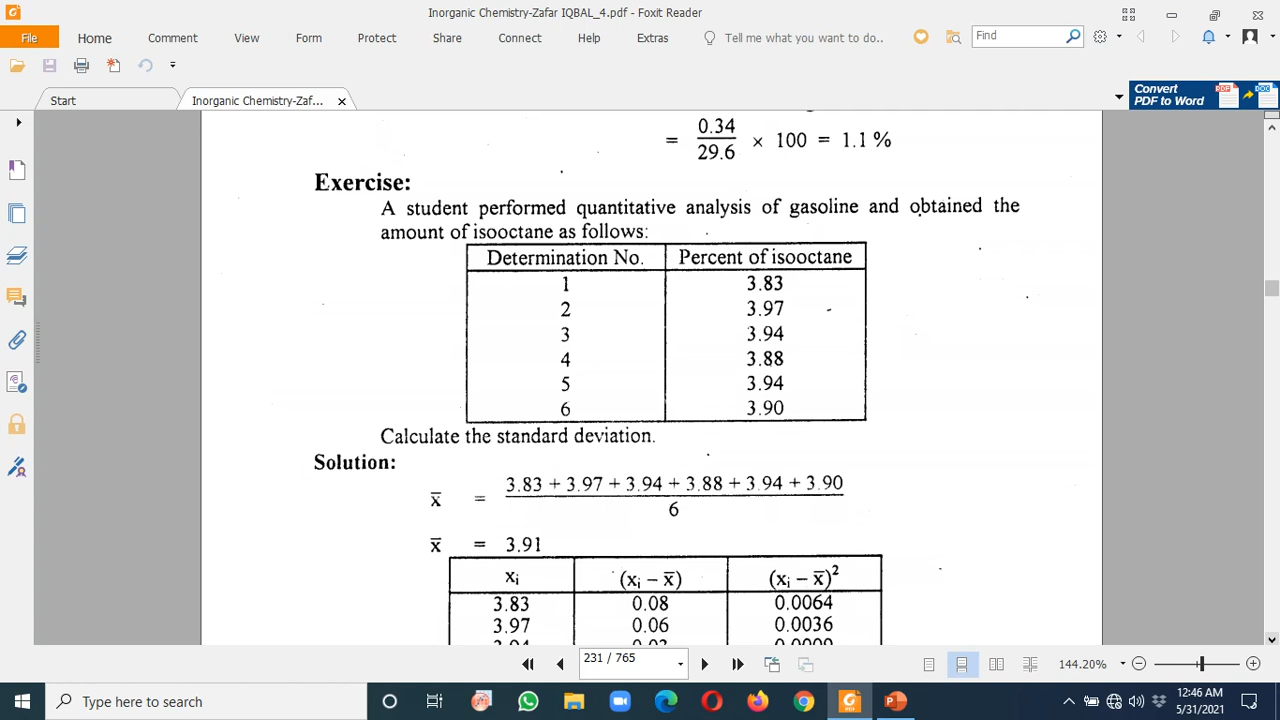 Inorganic Chemistry-Zafar IQBAL_4.pdf - Foxit Reader
File Home Comment View Form Protect Share Connect Help Extras Tell me what you want to do.. Find
Start Inorganic Chemistry-Zaf... Convert
PDF to Word
= 0.34 / 29.6 × 100 = 1.1 %
Exercise:
A student performed quantitative analysis of gasoline and obtained the
amount of isooctane as follows:
Determination No. Percent of isooctane
1 3.83
2 3.97
3 3.94
4 3.88
5 3.94
6 3.90
Calculate the standard deviation.
Solution:
x̄ = 3.83 + 3.97 + 3.94 + 3.88 + 3.94 + 3.90 / 6
x̄ = 3.91
xᵢ (xᵢ – x̄) (xᵢ – x̄)²
3.83 0.08 0.0064
3.97 0.06 0.0036
231 / 765 144.20%
Type here to search 12:46 AM
5/31/2021